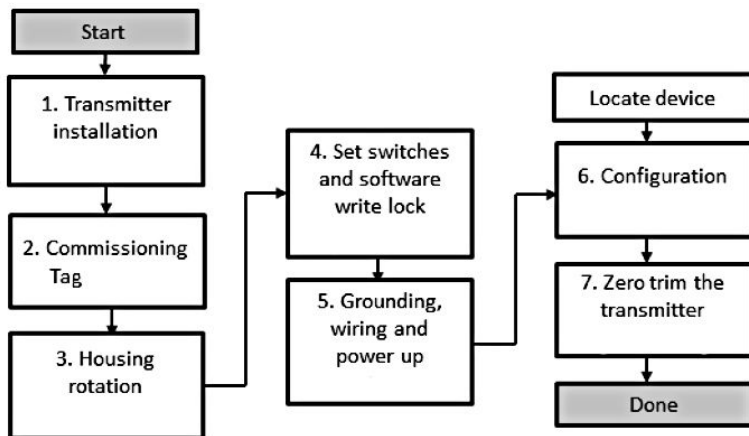 Start
1. Transmitter
installation
2. Commissioning
Tag
3. Housing
rotation
4. Set switches
and software
write lock
5. Grounding,
wiring and
power up
Locate device
6. Configuration
7. Zero trim the
transmitter
Done